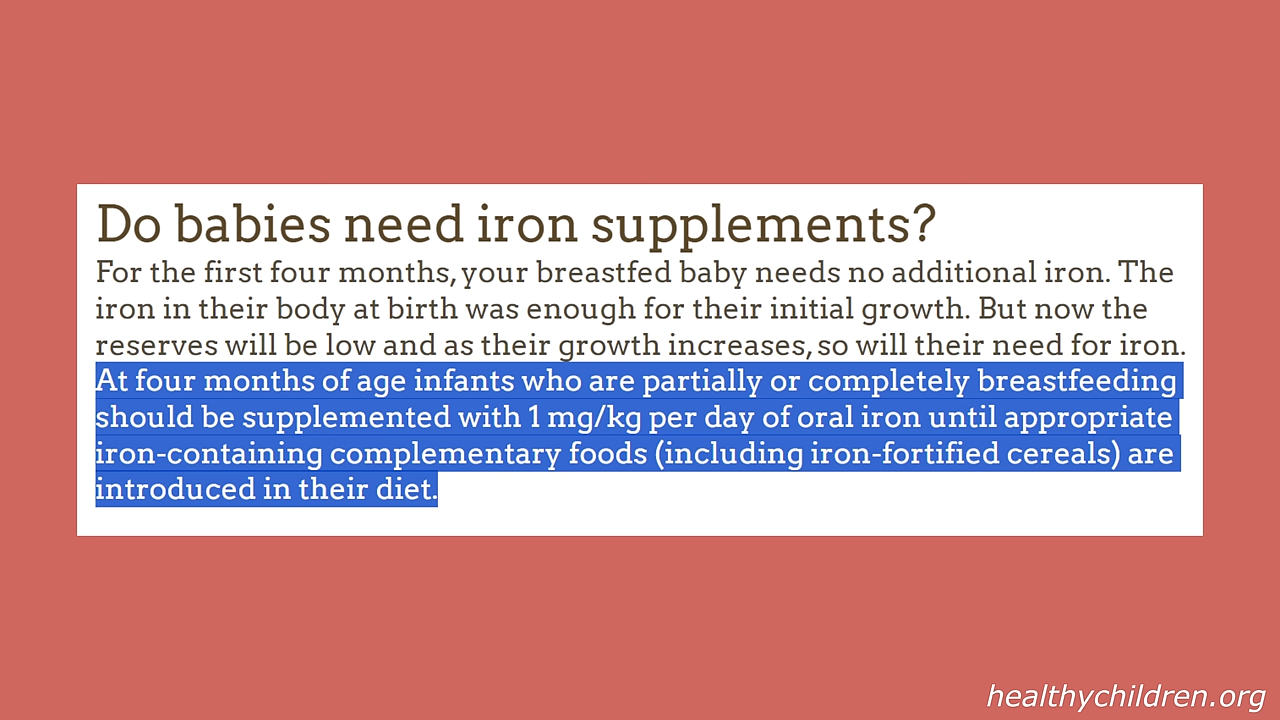 Do babies need iron supplements?
For the first four months, your breastfed baby needs no additional iron. The
iron in their body at birth was enough for their initial growth. But now the
reserves will be low and as their growth increases, so will their need for iron.
At four months of age infants who are partially or completely breastfeeding
should be supplemented with 1 mg/kg per day of oral iron until appropriate
iron-containing complementary foods (including iron-fortified cereals) are
introduced in their diet.
healthychildren.org